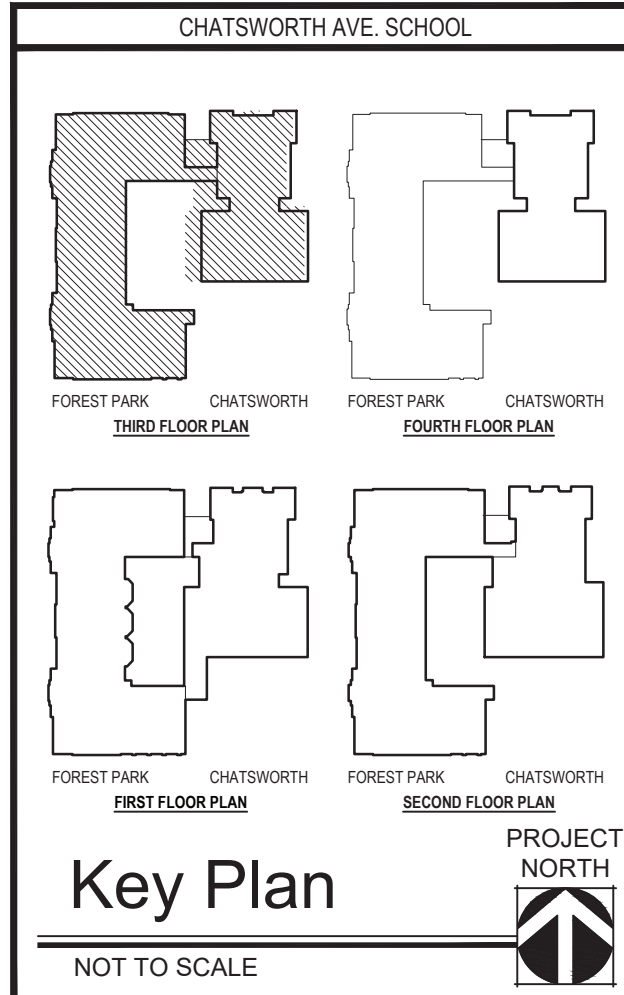 CHATSWORTH AVE. SCHOOL
FOREST PARK CHATSWORTH
THIRD FLOOR PLAN
FOREST PARK CHATSWORTH
FOURTH FLOOR PLAN
FOREST PARK CHATSWORTH
FIRST FLOOR PLAN
FOREST PARK CHATSWORTH
SECOND FLOOR PLAN
Key Plan
PROJECT
NORTH
NOT TO SCALE